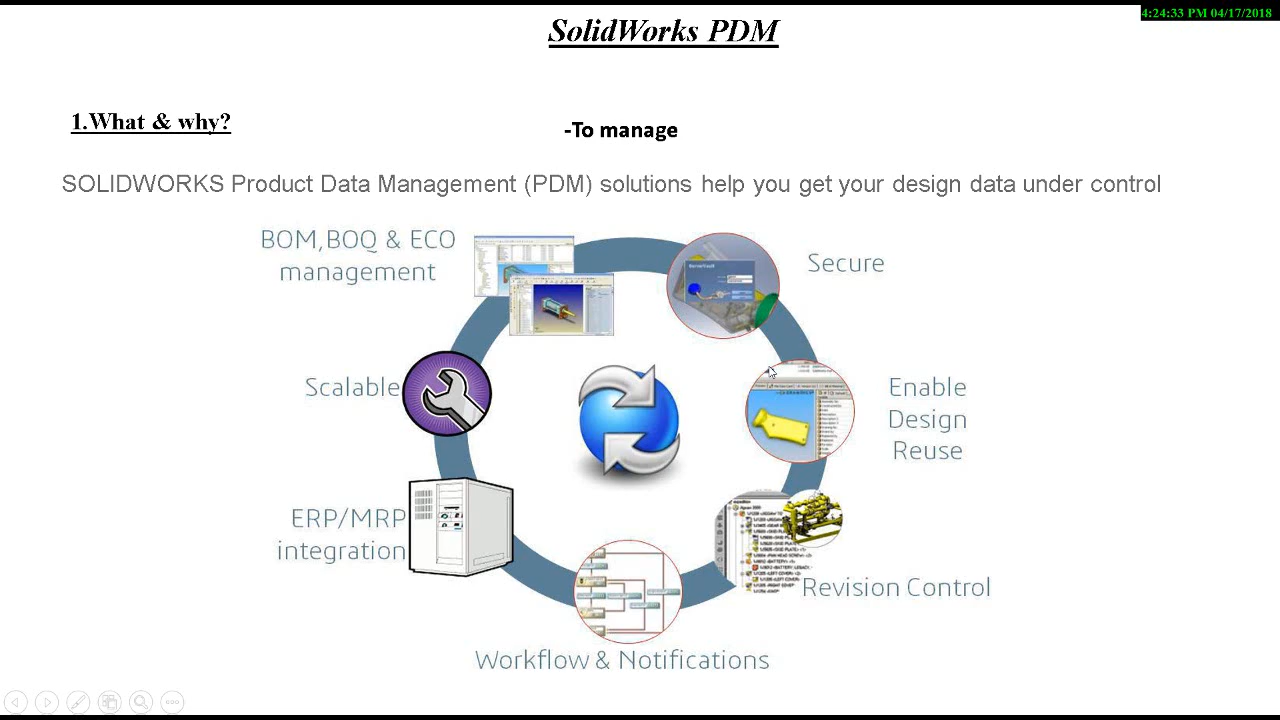 4:24:33 PM 04/17/2018
SolidWorks PDM
1.What & why?
-To manage
SOLIDWORKS Product Data Management (PDM) solutions help you get your design data under control
BOM,BOQ & ECO
management
Secure
Scalable
Enable
Design
Reuse
ERP/MRP
integration
Revision Control
Workflow & Notifications